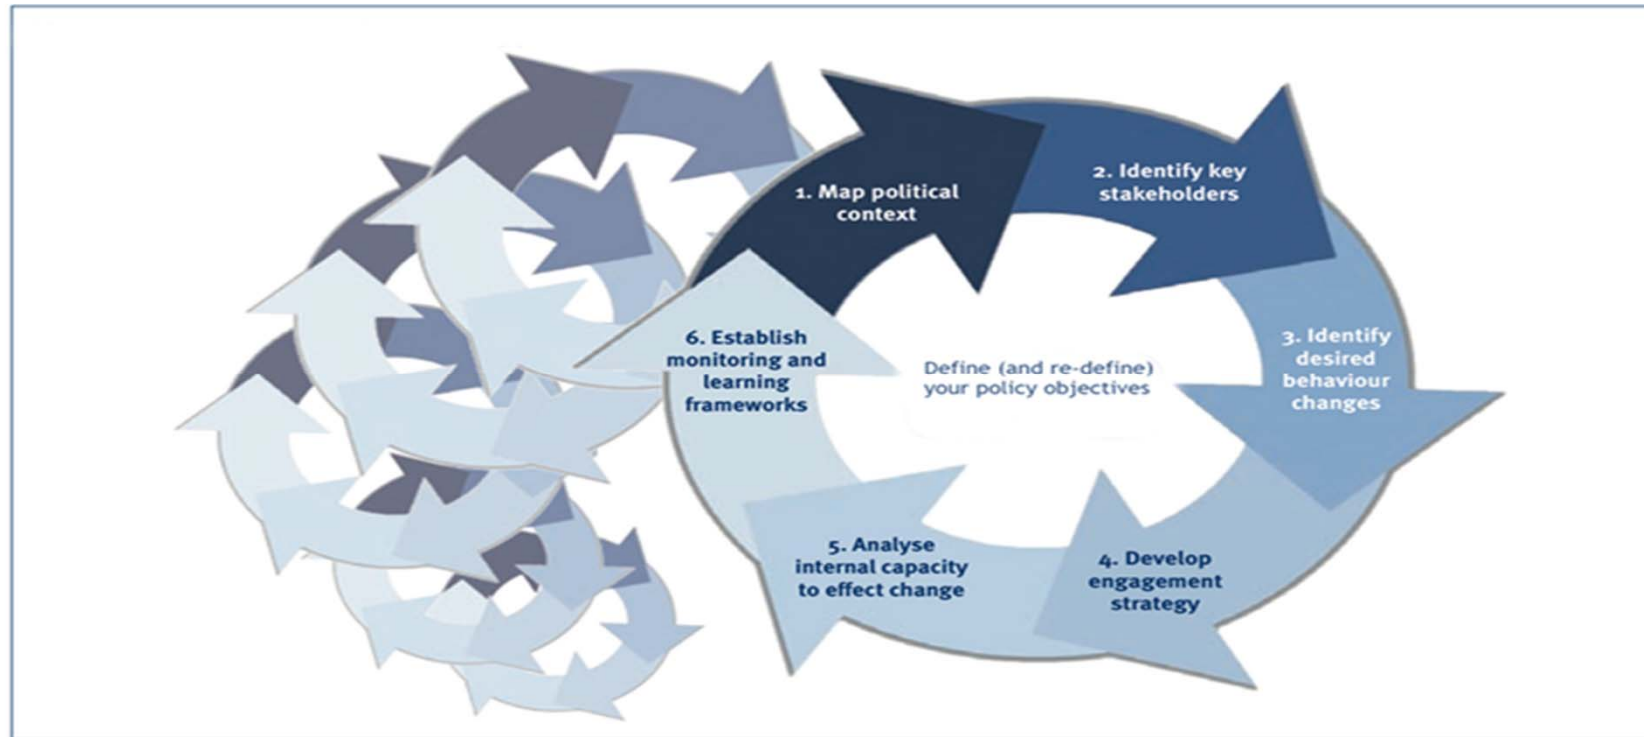 1. Map political
context
2. Identify key
stakeholders
3. Identify
desired
behaviour
changes
4. Develop
engagement
strategy
5. Analyse
internal capacity
to effect change
6. Establish
monitoring and
learning
frameworks
Define (and re-define)
your policy objectives